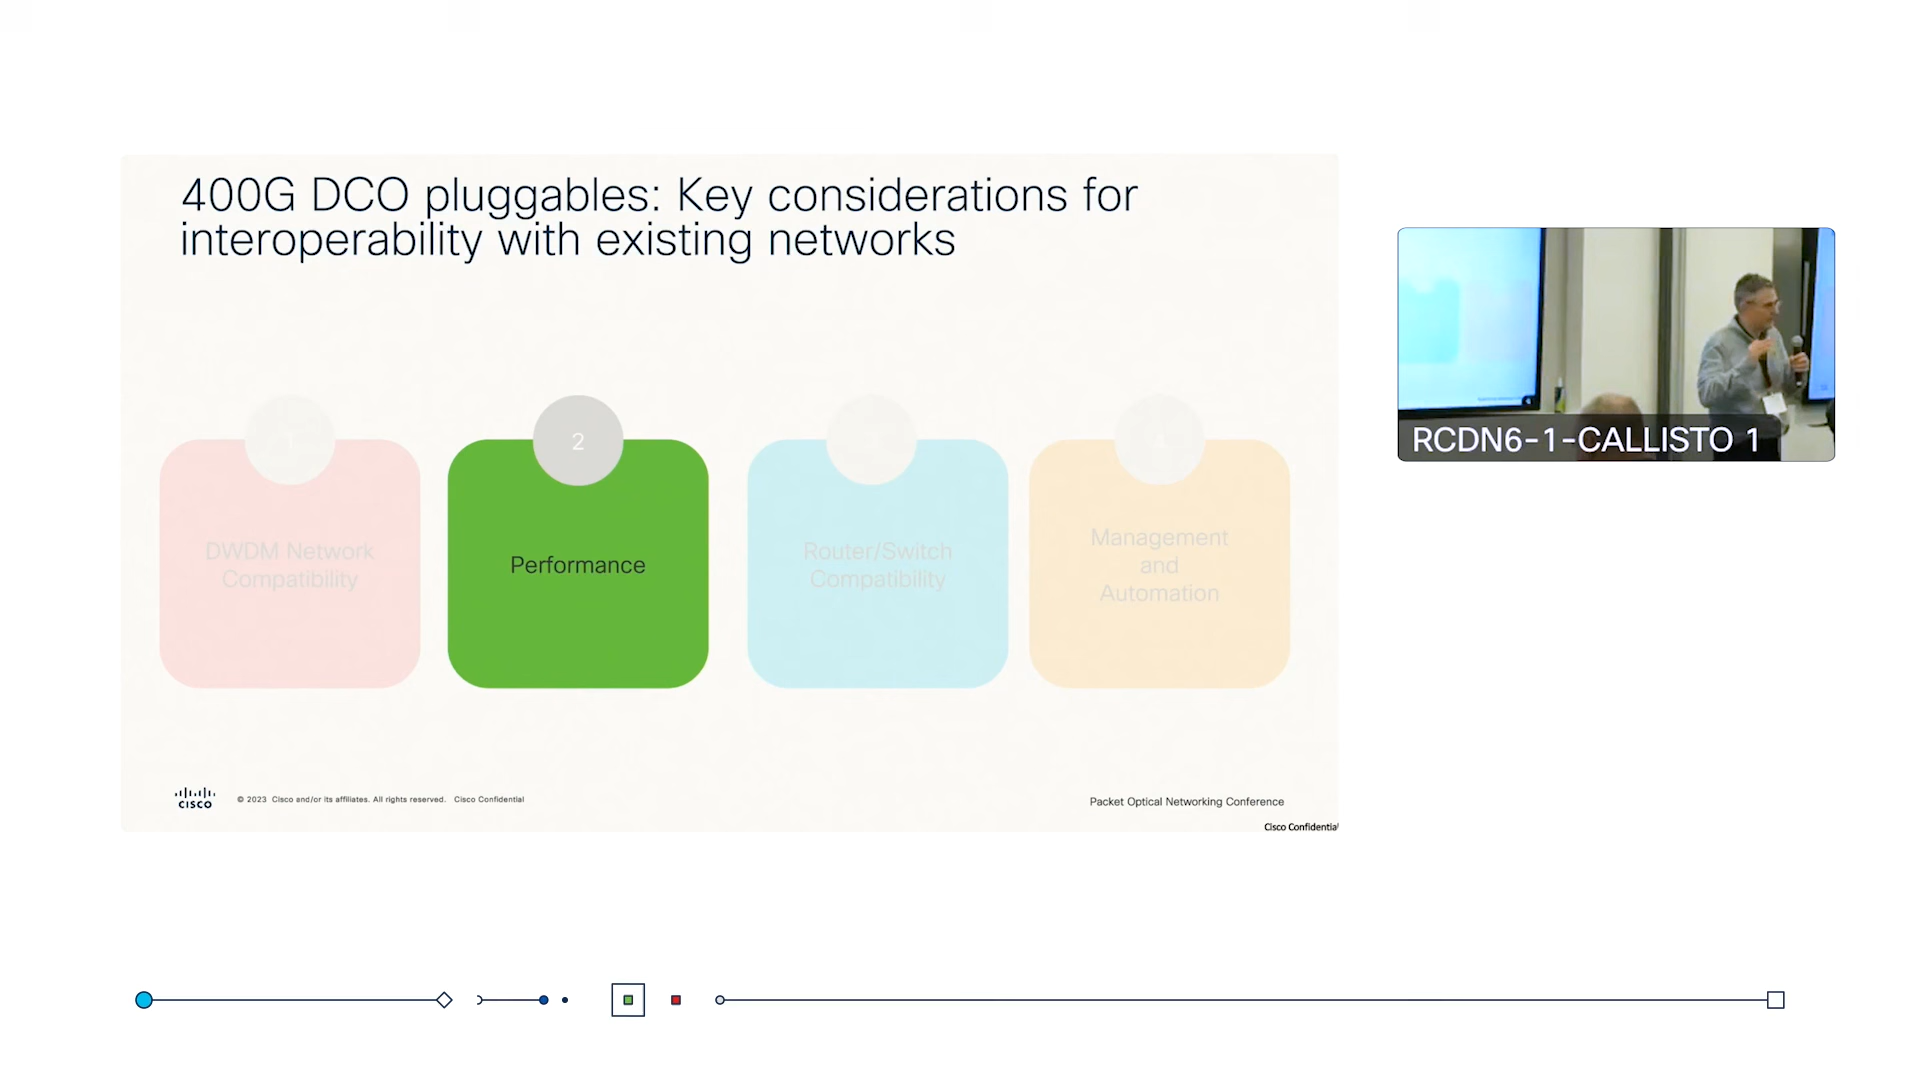 400G DCO pluggables: Key considerations for
interoperability with existing networks
DWDM Network
Compatibility
2
Performance
Router/Switch
Compatibility
Management
and
Automation
CISCO
© 2023 Cisco and/or its affiliates. All rights reserved. Cisco Confidential
Packet Optical Networking Conference
Cisco Confidential
RCDN6-1-CALLISTO 1